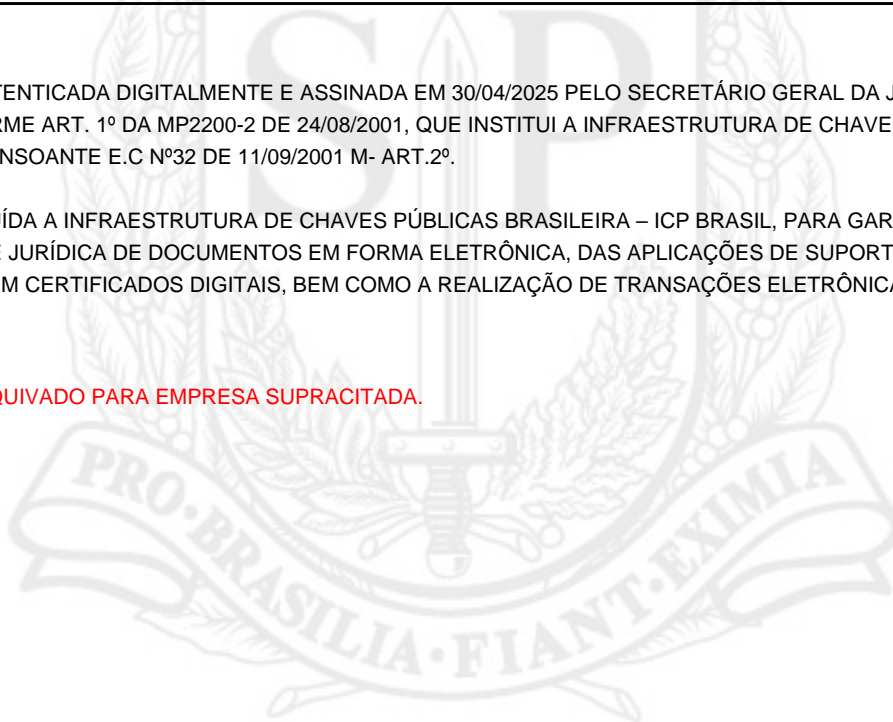 TENTICADA DIGITALMENTE E ASSINADA EM 30/04/2025 PELO SECRETÁRIO GERAL DA J
RME ART. 1º DA MP2200-2 DE 24/08/2001, QUE INSTITUI A INFRAESTRUTURA DE CHAVE
NSOANTE E.C Nº32 DE 11/09/2001 M- ART.2º.
ÍDA A INFRAESTRUTURA DE CHAVES PÚBLICAS BRASILEIRA – ICP BRASIL, PARA GAR
E JURÍDICA DE DOCUMENTOS EM FORMA ELETRÔNICA, DAS APLICAÇÕES DE SUPORT
M CERTIFICADOS DIGITAIS, BEM COMO A REALIZAÇÃO DE TRANSAÇÕES ELETRÔNICA
QUIVADO PARA EMPRESA SUPRACITADA.
SP
PRO·BRASILIA·FIANT·EXIMIA